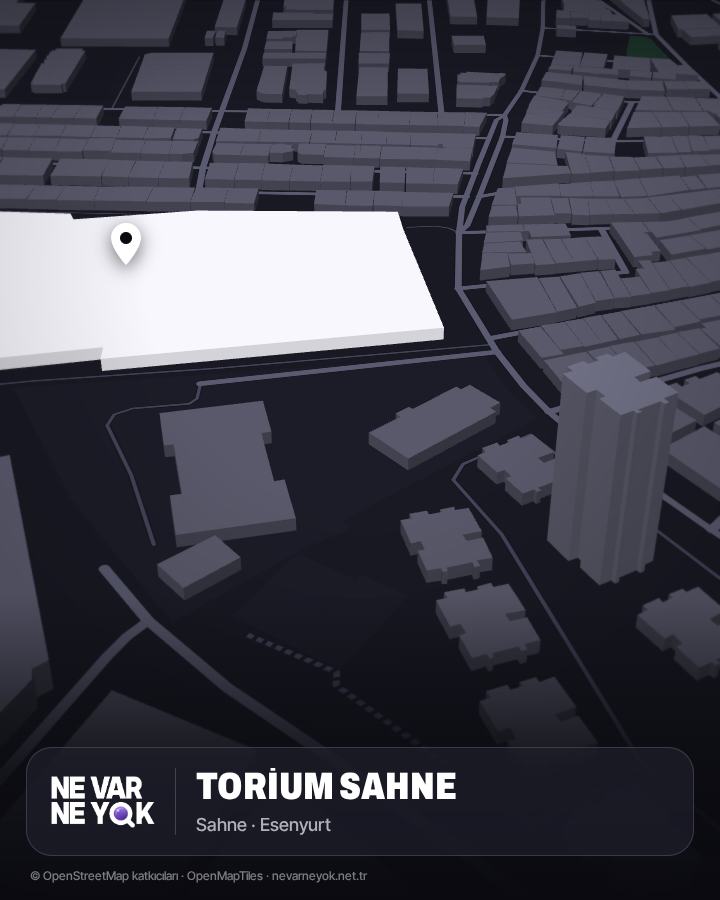 NE VAR
NE YOK
TORİUM SAHNE
Sahne · Esenyurt
© OpenStreetMap katkıcıları · OpenMapTiles · nevarneyok.net.tr